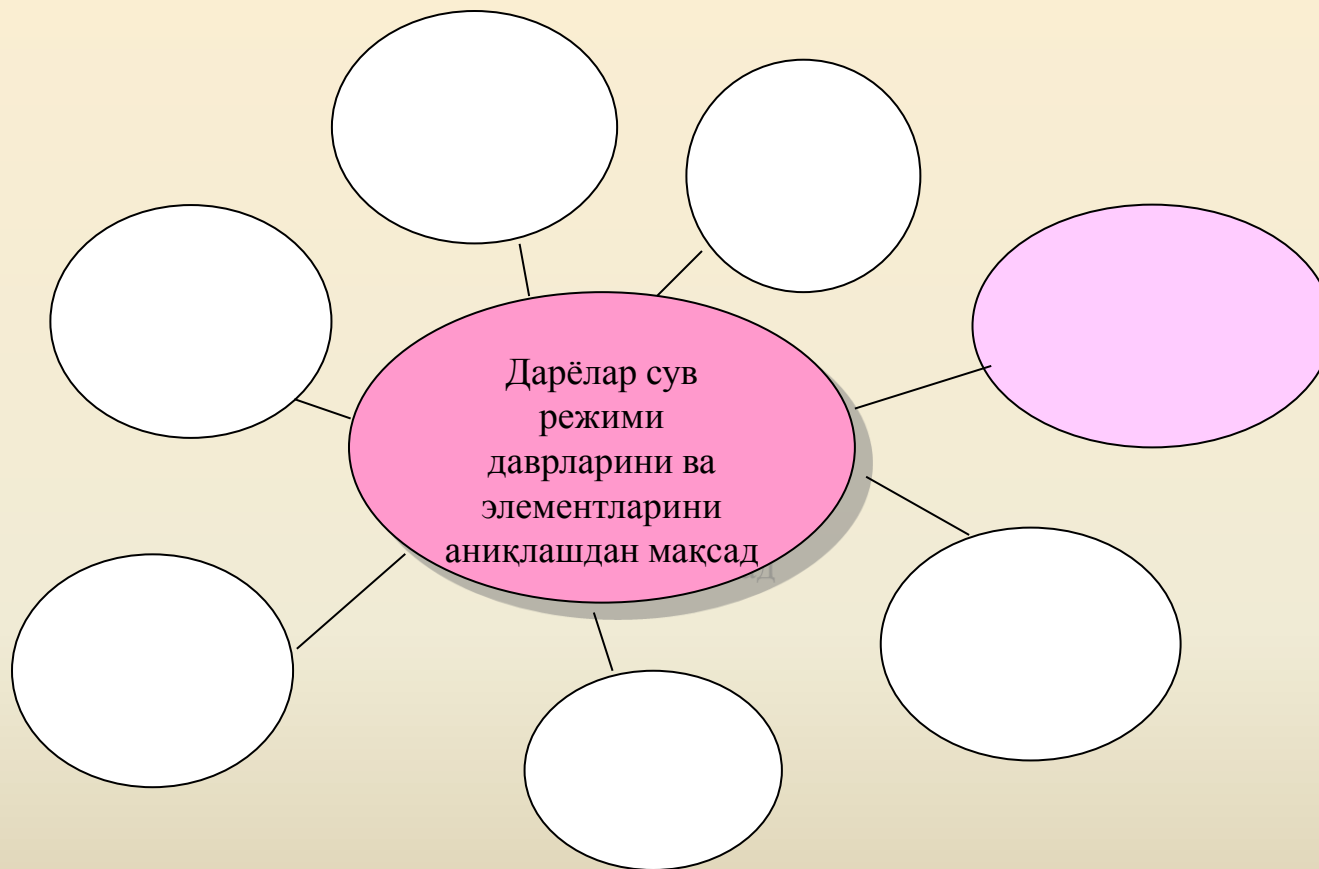 Дарёлар сув
режими
даврларини ва
элементларини
аниқлашдан мақсад